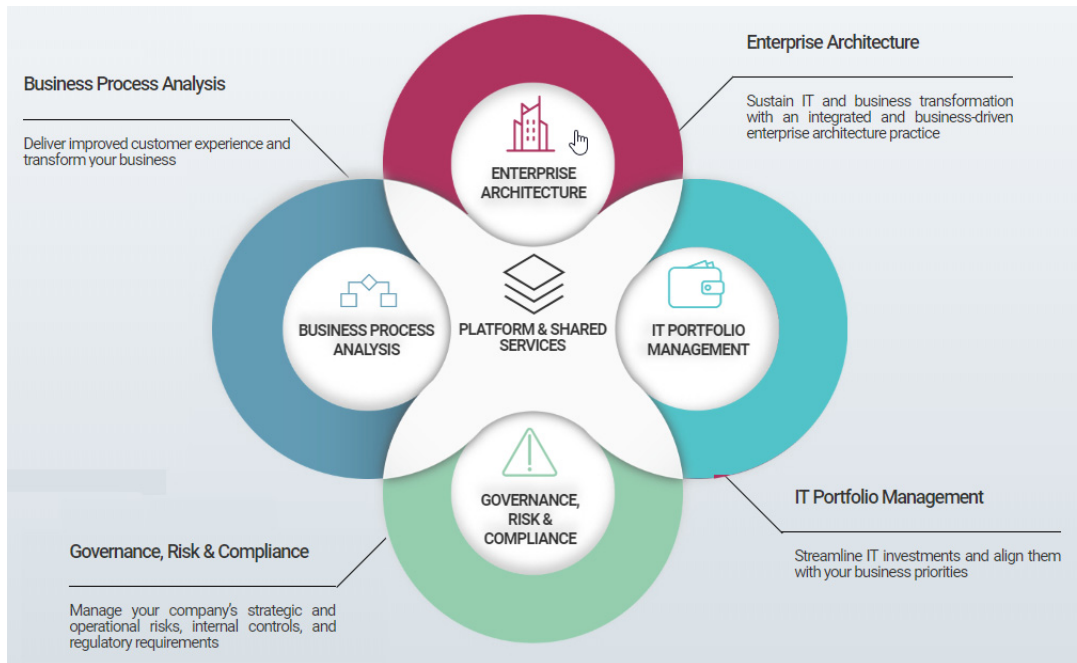 Enterprise Architecture
Sustain IT and business transformation
with an integrated and business-driven
enterprise architecture practice
Business Process Analysis
Deliver improved customer experience and
transform your business
ENTERPRISE
ARCHITECTURE
BUSINESS PROCESS
ANALYSIS
PLATFORM & SHARED
SERVICES
IT PORTFOLIO
MANAGEMENT
GOVERNANCE,
RISK &
COMPLIANCE
IT Portfolio Management
Streamline IT investments and align them
with your business priorities
Governance, Risk & Compliance
Manage your company's strategic and
operational risks, internal controls, and
regulatory requirements